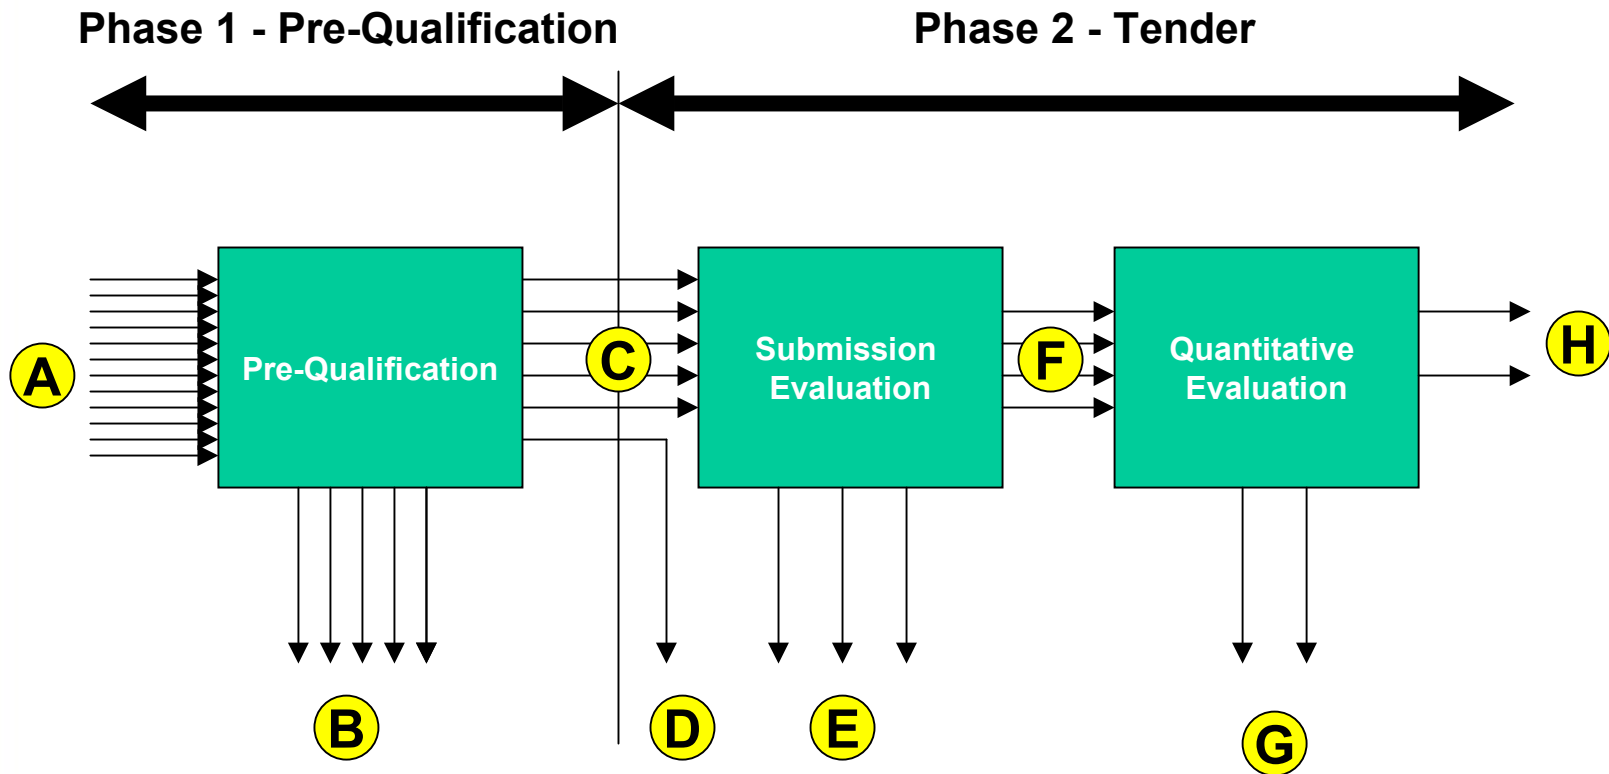 Phase 1 - Pre-Qualification
Phase 2 - Tender
A
Pre-Qualification
C
Submission
Evaluation
F
Quantitative
Evaluation
H
B
D
E
G